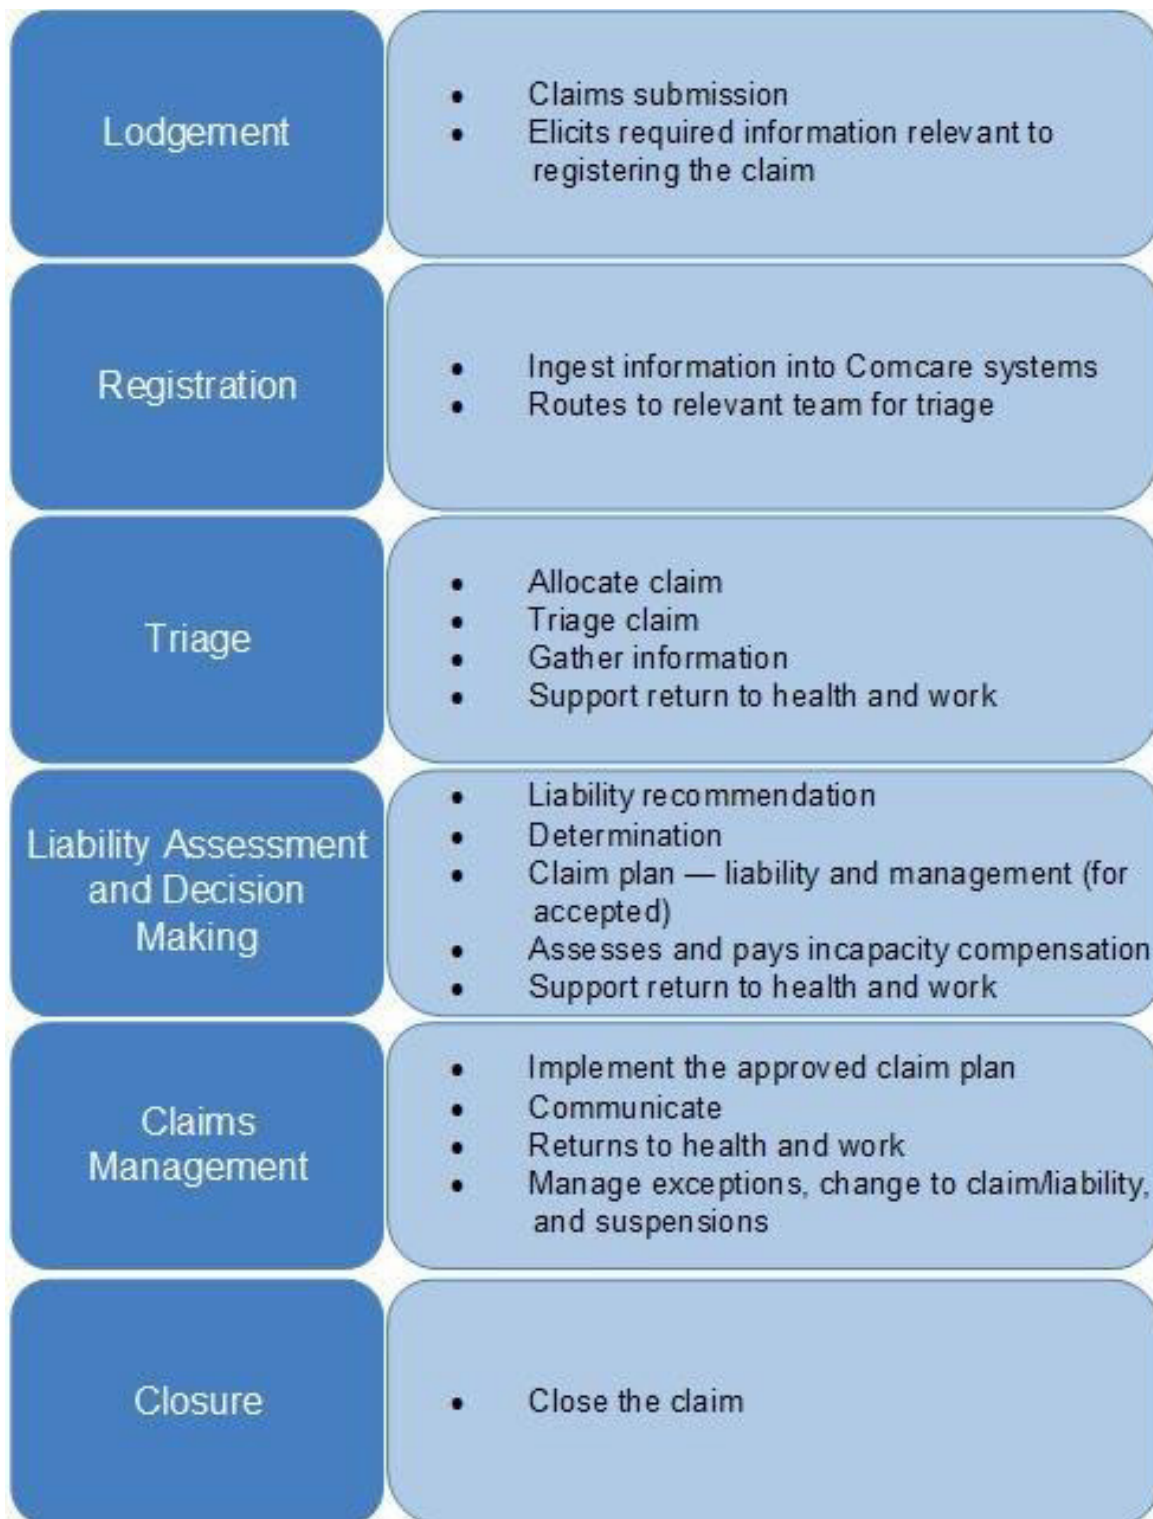 Lodgement
• Claims submission
• Elicits required information relevant to
registering the claim
Registration
• Ingest information into Comcare systems
• Routes to relevant team for triage
Triage
• Allocate claim
• Triage claim
• Gather information
• Support return to health and work
Liability Assessment
and Decision
Making
• Liability recommendation
• Determination
• Claim plan — liability and management (for
accepted)
• Assesses and pays incapacity compensation
• Support return to health and work
Claims
Management
• Implement the approved claim plan
• Communicate
• Returns to health and work
• Manage exceptions, change to claim/liability,
and suspensions
Closure
• Close the claim